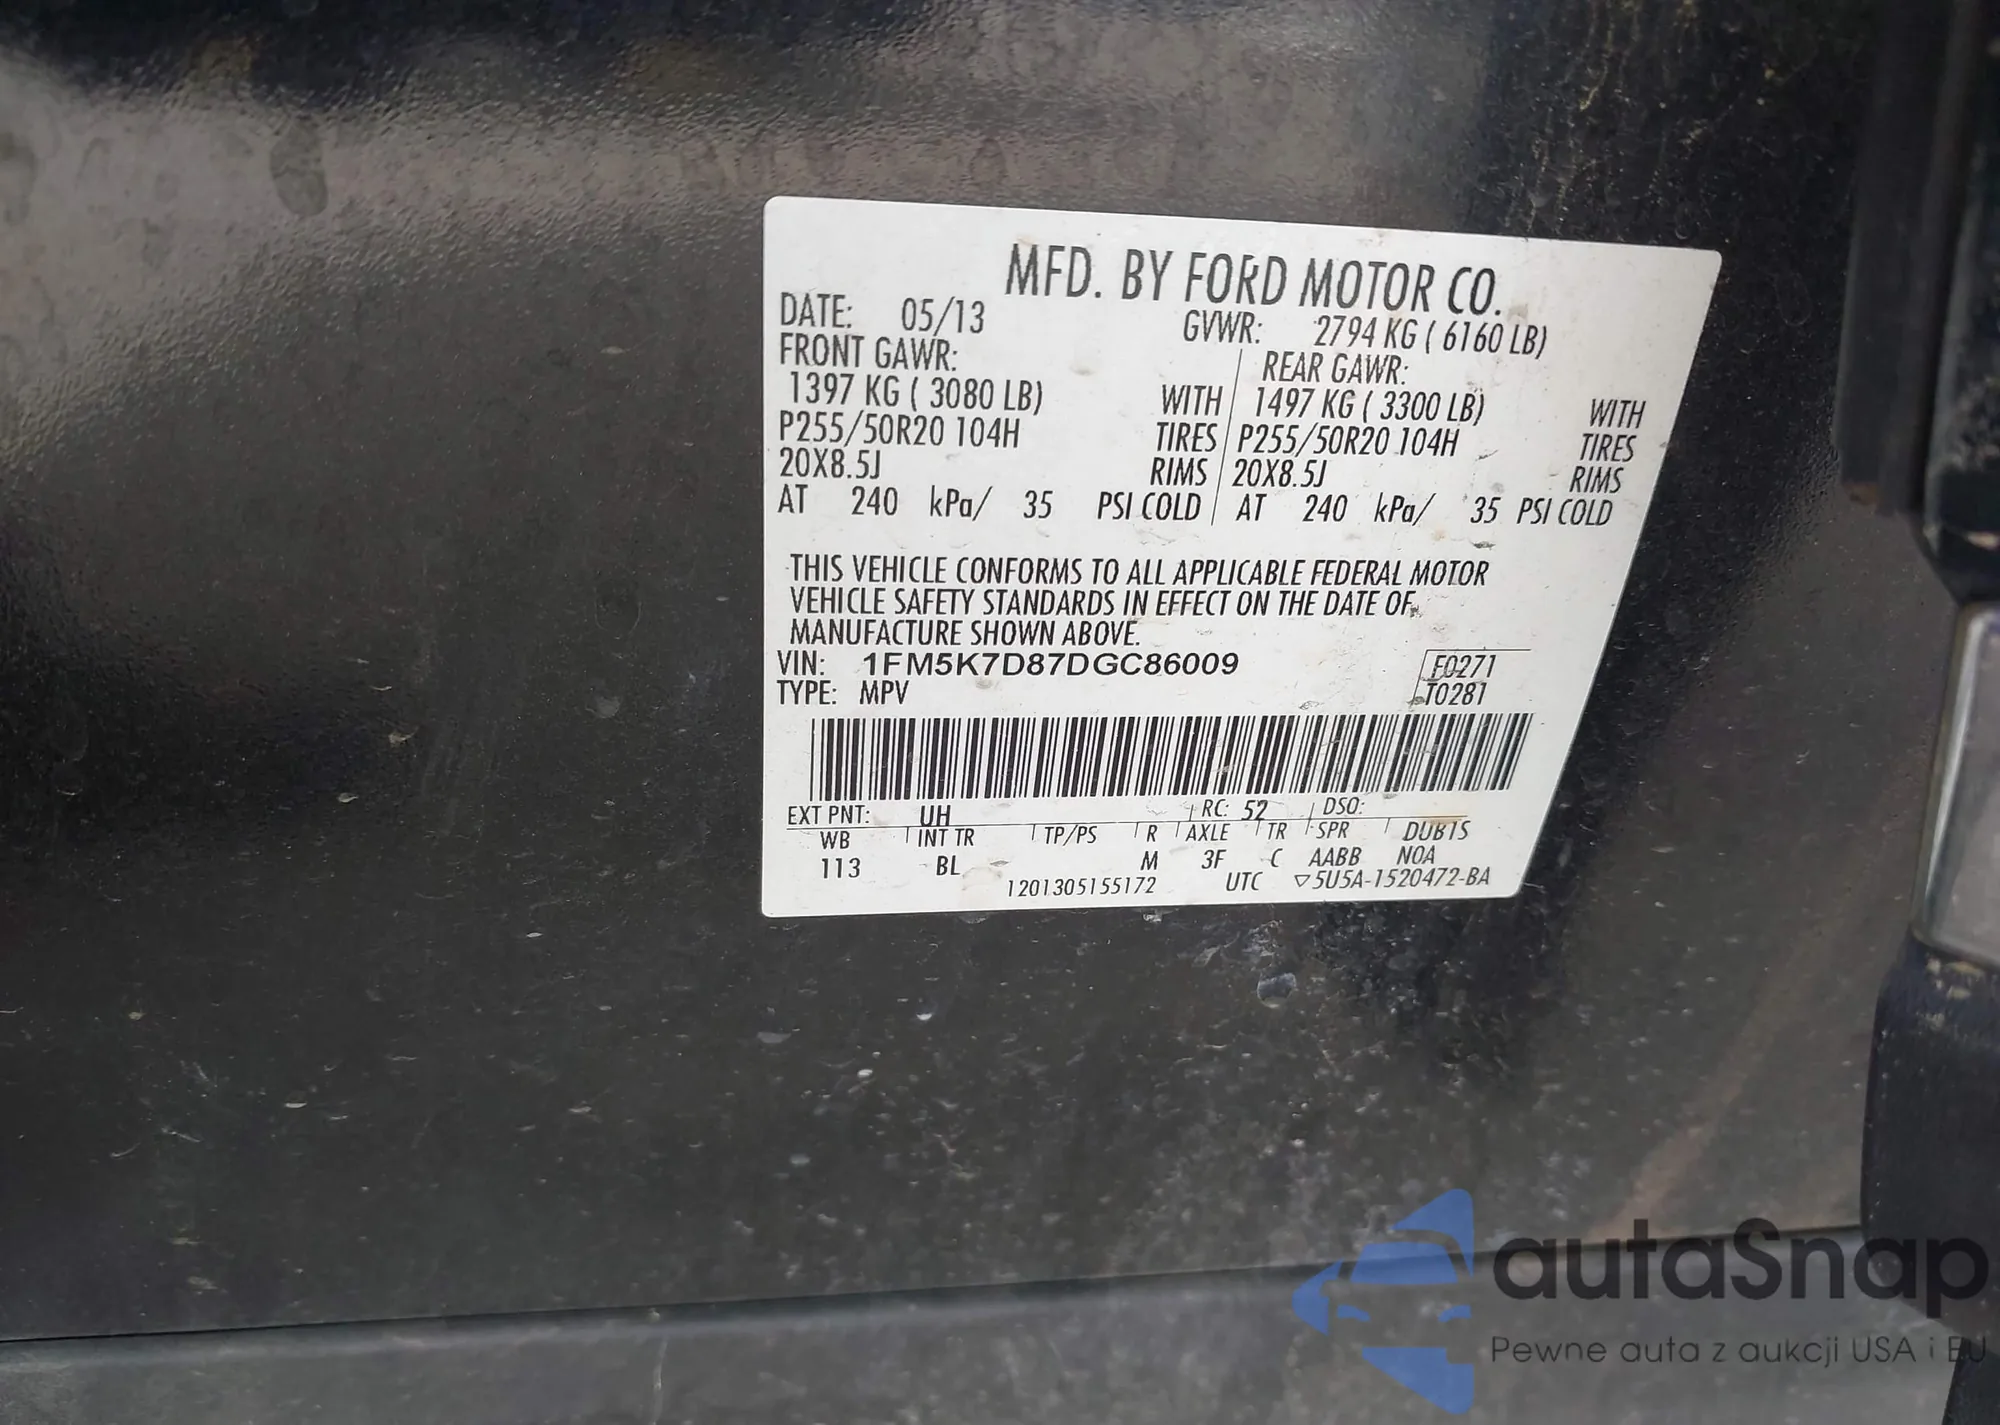 MFD. BY FORD MOTOR CO.
DATE: 05/13 GVWR: 2794 KG ( 6160 LB)
FRONT GAWR: REAR GAWR:
1397 KG ( 3080 LB) WITH 1497 KG ( 3300 LB) WITH
P255/50R20 104H TIRES P255/50R20 104H TIRES
20X8.5J RIMS 20X8.5J RIMS
AT 240 kPa/ 35 PSI COLD AT 240 kPa/ 35 PSI COLD
THIS VEHICLE CONFORMS TO ALL APPLICABLE FEDERAL MOTOR
VEHICLE SAFETY STANDARDS IN EFFECT ON THE DATE OF
MANUFACTURE SHOWN ABOVE.
VIN: 1FM5K7D87DGC86009 F0271
TYPE: MPV T0281
EXT PNT: UH RC: 52 DSO:
WB INT TR TP/PS R AXLE TR SPR
113 BL M 3F C AABB N0A
1201305155172 UTC ▽5U5A-1520472-BA
autaSnap
Pewne auta z aukcji USA i EU